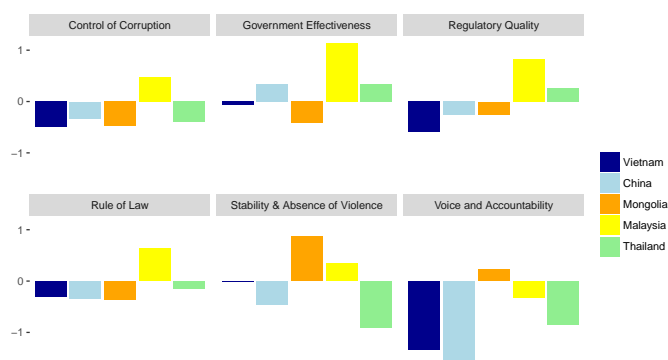 Control of Corruption
Government Effectiveness
Regulatory Quality
1
0
−1
Rule of Law
Stability & Absence of Violence
Voice and Accountability
1
0
−1
Vietnam
China
Mongolia
Malaysia
Thailand